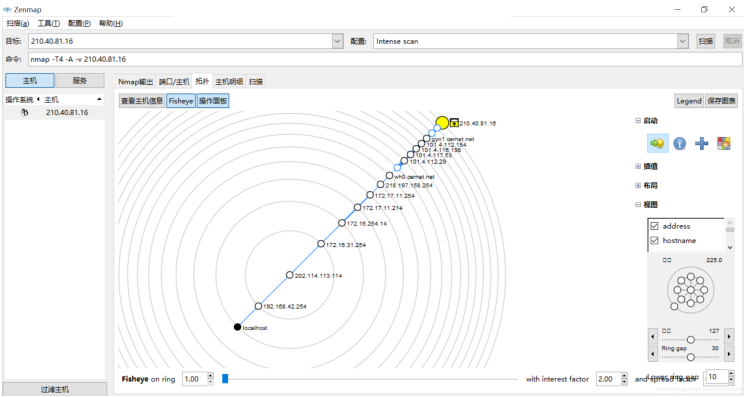 Zenmap
扫描(a) 工具(T) 配置(P) 帮助(H)
目标: 210.40.81.16 配置: Intense scan 扫描 取消
命令: nmap -T4 -A -v 210.40.81.16
主机 服务 Nmap输出 端口/主机 拓扑 主机明细 扫描
操作系统 主机
210.40.81.16
查看主机信息 Fisheye 操作面板 Legend 保存图表
210.40.81.16
gyn1.cernet.net
101.4.112.154
101.4.116.198
101.4.117.53
101.4.112.29
wh0.cernet.net
218.197.168.254
172.17.11.254
172.17.11.214
172.16.254.14
172.16.31.254
202.114.113.114
192.168.42.254
localhost
启动
插值
布局
视图
address
hostname
225.0
127
Ring gap 30
Lower ring gap 10
Fisheye on ring 1.00 with interest factor 2.00 and spread factor
过滤主机